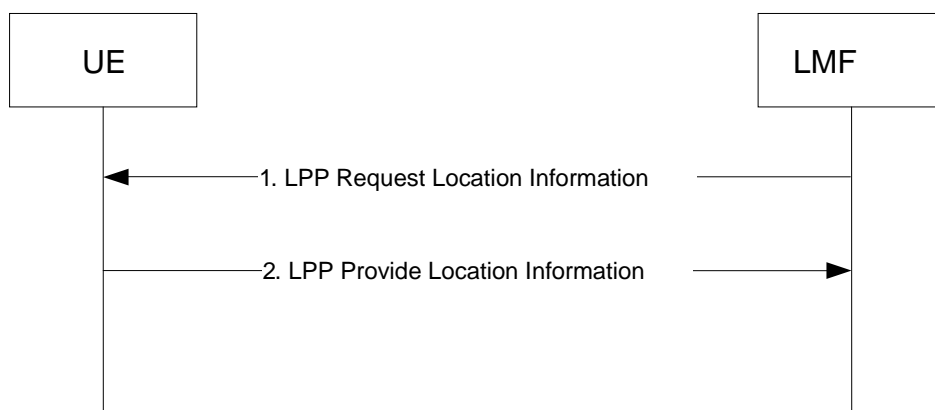 UE
LMF
1. LPP Request Location Information
2. LPP Provide Location Information